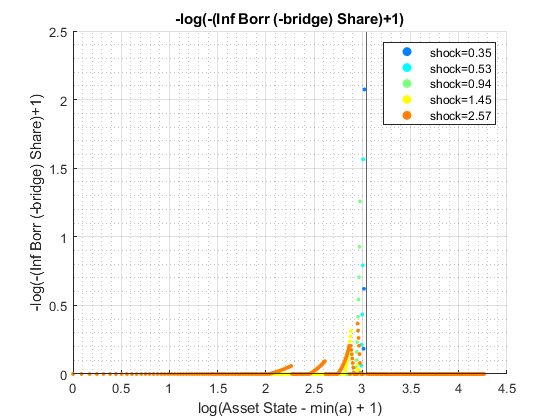 -log(-(Inf Borr (-bridge) Share)+1)
2.5
2
1.5
1
0.5
0
-log(-(Inf Borr (-bridge) Share)+1)
shock=0.35
shock=0.53
shock=0.94
shock=1.45
shock=2.57
0 0.5 1 1.5 2 2.5 3 3.5 4 4.5
log(Asset State - min(a) + 1)